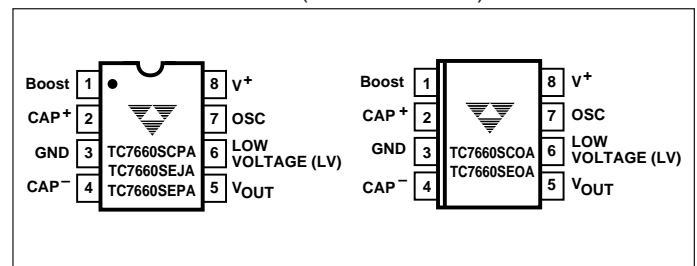 Boost 1 8 V+
CAP+ 2 7 OSC
GND 3 6 LOW VOLTAGE (LV)
CAP− 4 5 VOUT
TC7660SCPA
TC7660SEJA
TC7660SEPA
Boost 1 8 V+
CAP+ 2 7 OSC
GND 3 6 LOW VOLTAGE (LV)
CAP− 4 5 VOUT
TC7660SCOA
TC7660SEOA